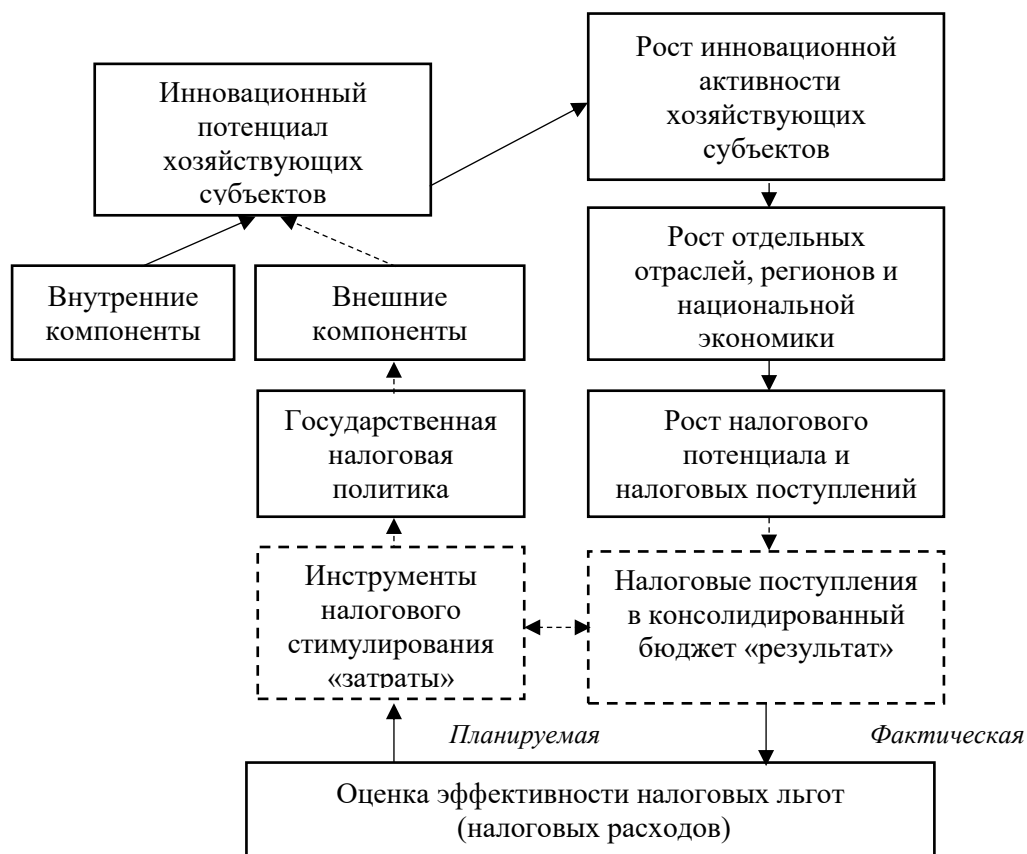 Инновационный
потенциал
хозяйствующих
субъектов
Рост инновационной
активности
хозяйствующих
субъектов
Внутренние
компоненты
Внешние
компоненты
Рост отдельных
отраслей, регионов и
национальной
экономики
Государственная
налоговая
политика
Рост налогового
потенциала и
налоговых поступлений
Инструменты
налогового
стимулирования
«затраты»
Налоговые поступления
в консолидированный
бюджет «результат»
Планируемая
Фактическая
Оценка эффективности налоговых льгот
(налоговых расходов)